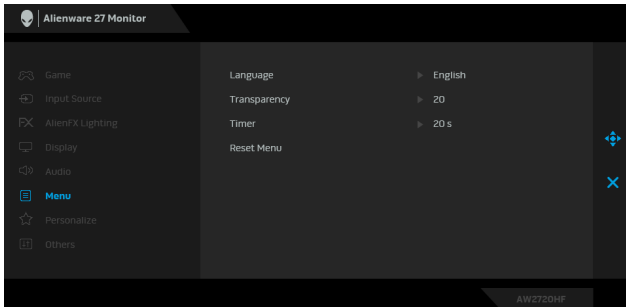 Alienware 27 Monitor
Game
Input Source
FX AlienFX Lighting
Display
Audio
Menu
Personalize
Others
Language English
Transparency 20
Timer 20 s
Reset Menu
AW2720HF